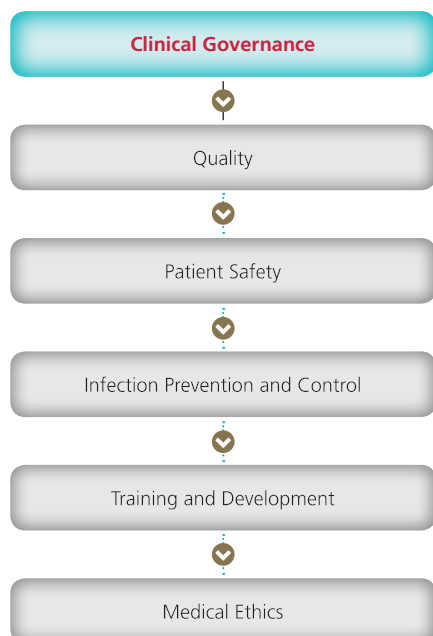 Clinical Governance
Quality
Patient Safety
Infection Prevention and Control
Training and Development
Medical Ethics